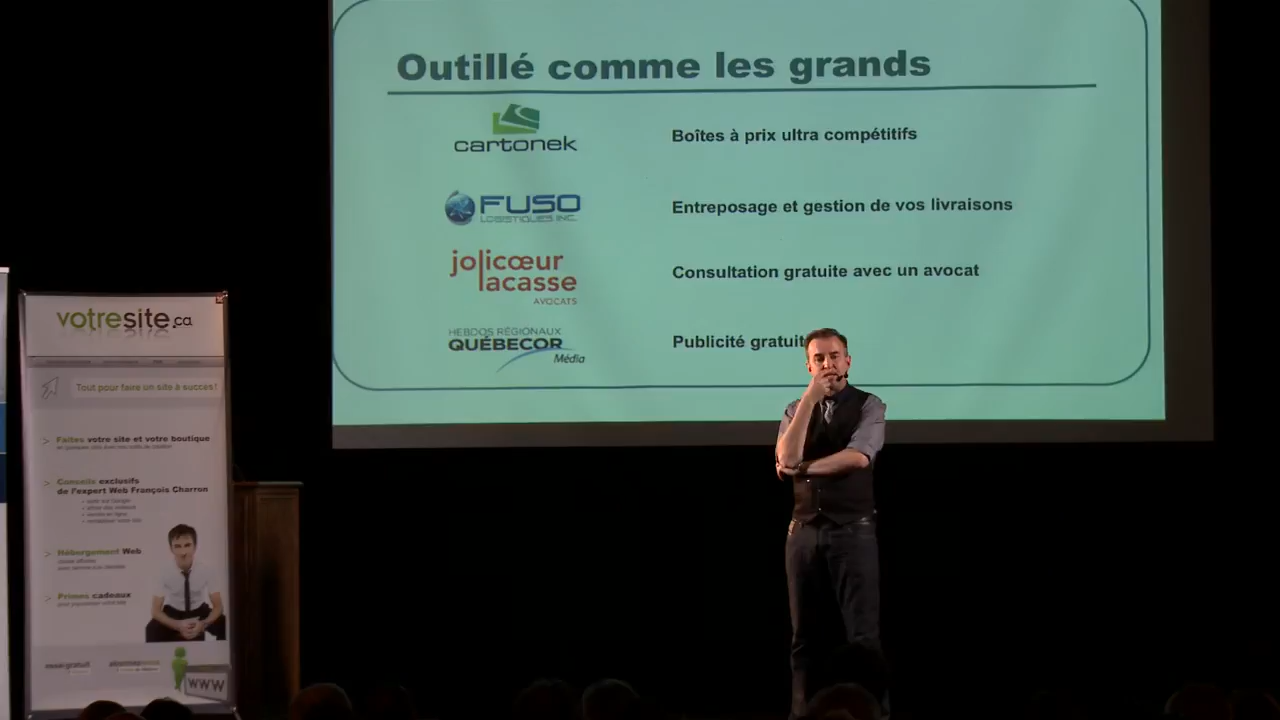 Outillé comme les grands
cartonek
Boîtes à prix ultra compétitifs
FUSO
LOGISTIQUES INC.
Entreposage et gestion de vos livraisons
jolicœur
lacasse
AVOCATS
Consultation gratuite avec un avocat
HEBDOS RÉGIONAUX
QUÉBECOR
Média
Publicité gratuit
votresite.ca
Tout pour faire un site à succès!
> Faites votre site et votre boutique
> Conseils exclusifs
de l'expert Web François Charron
> Hébergement Web
> Primes cadeaux
essai-gratuit
WWW